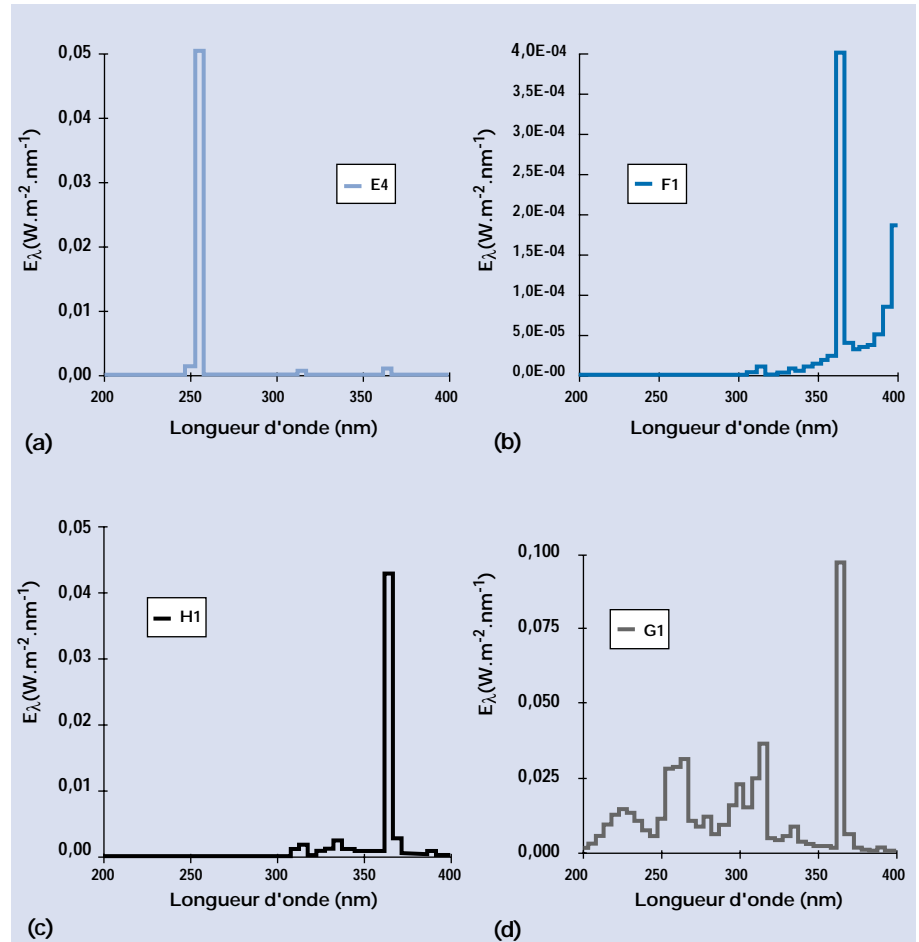 0,05
0,04
0,03
0,02
0,01
0,00
Eλ(W.m-2.nm-1)
E4
200 250 300 350 400
Longueur d'onde (nm)
(a)
4,0E-04
3,5E-04
3,0E-04
2,5E-04
2,0E-04
1,5E-04
1,0E-04
5,0E-05
0,0E-00
Eλ(W.m-2.nm-1)
F1
200 250 300 350 400
Longueur d'onde (nm)
(b)
0,05
0,04
0,03
0,02
0,01
0,00
Eλ(W.m-2.nm-1)
H1
200 250 300 350 400
Longueur d'onde (nm)
(c)
0,100
0,075
0,050
0,025
0,000
Eλ(W.m-2.nm-1)
G1
200 250 300 350 400
Longueur d'onde (nm)
(d)